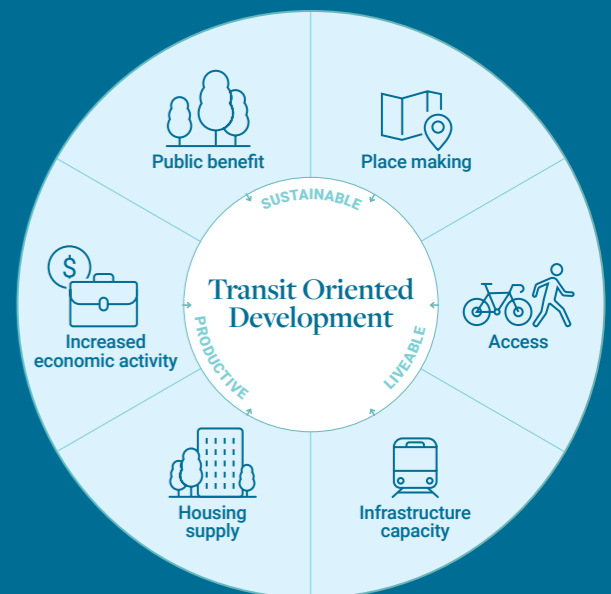 Public benefit
Place making
SUSTAINABLE
Transit Oriented
Development
$
Increased
economic activity
PRODUCTIVE
LIVEABLE
Access
Housing
supply
Infrastructure
capacity